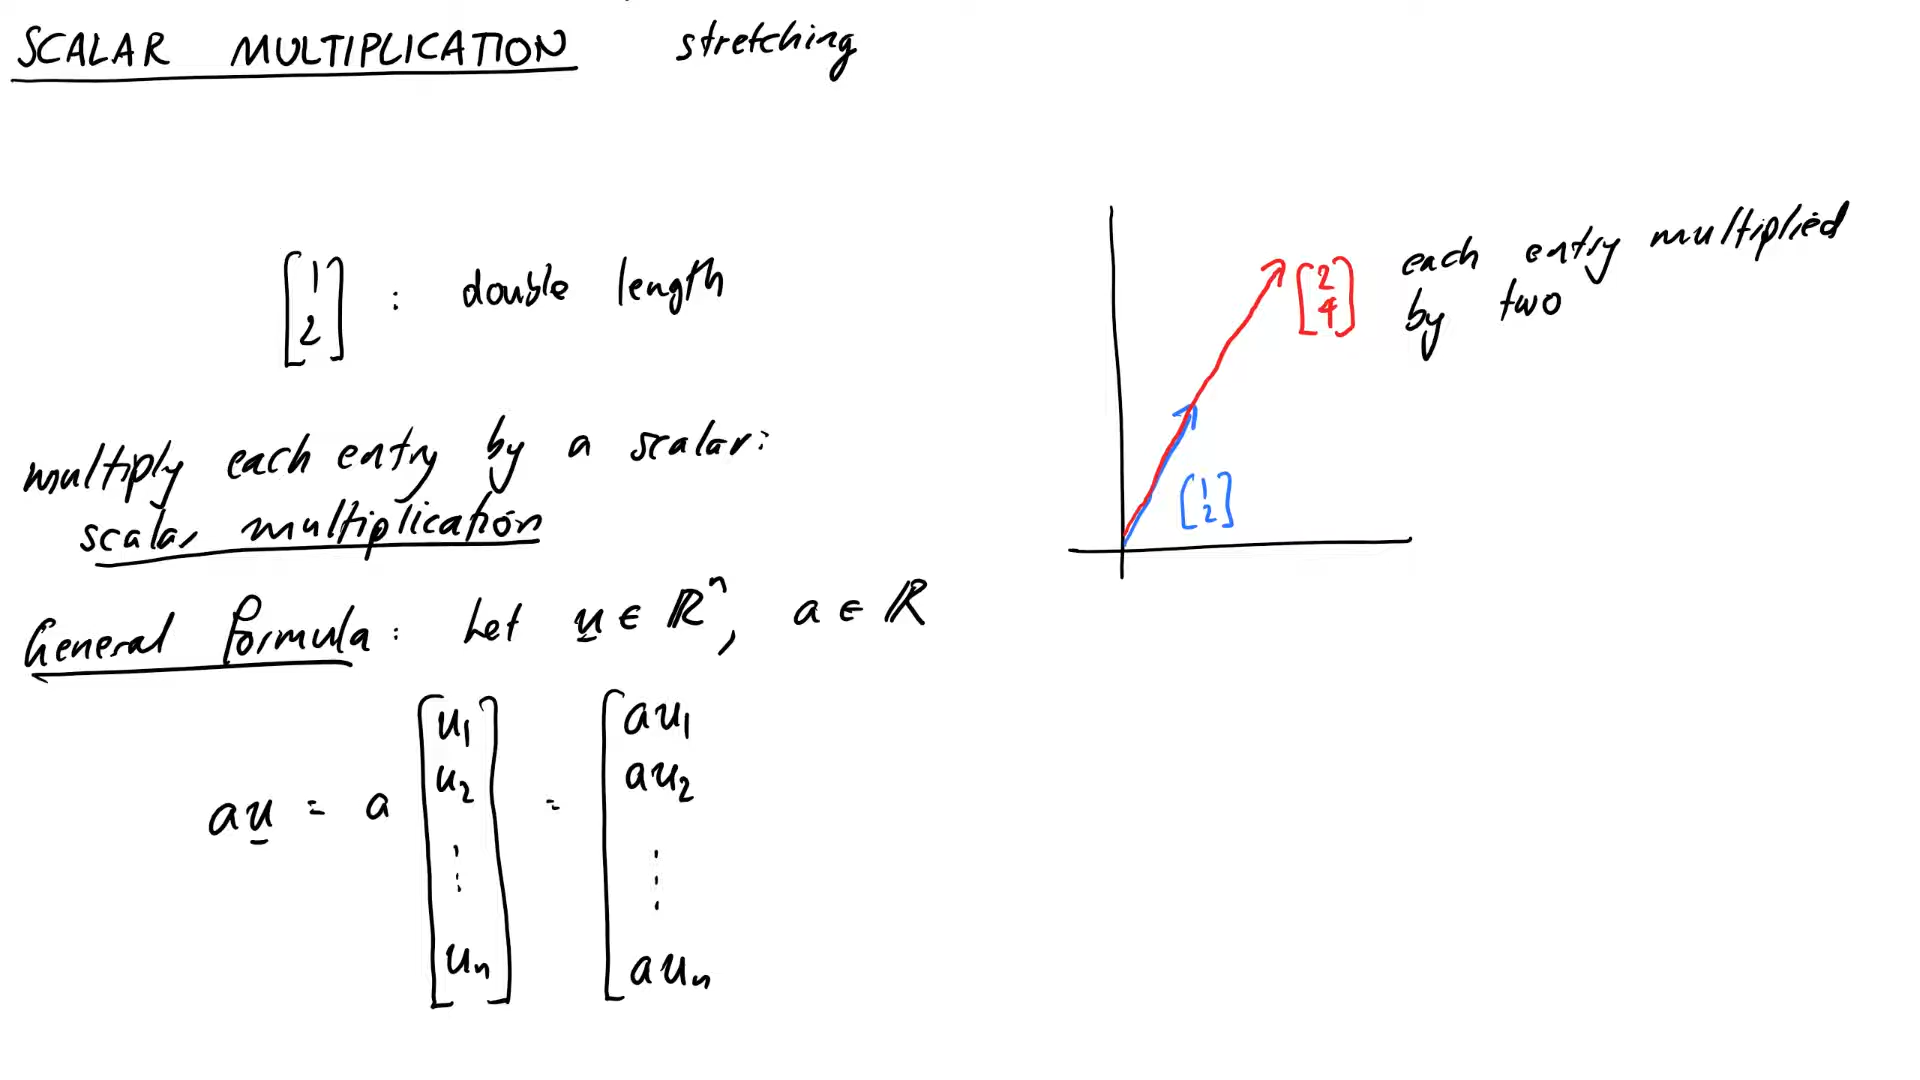 SCALAR MULTIPLICATION stretching
[1
2] : double length
multiply each entry by a scalar:
scalar multiplication
General formula: Let u ∈ ℝⁿ, a ∈ ℝ
au = a [u₁
u₂
⋮
uₙ] = [au₁
au₂
⋮
auₙ
[2
4] each entry multiplied
by two
[1
2]